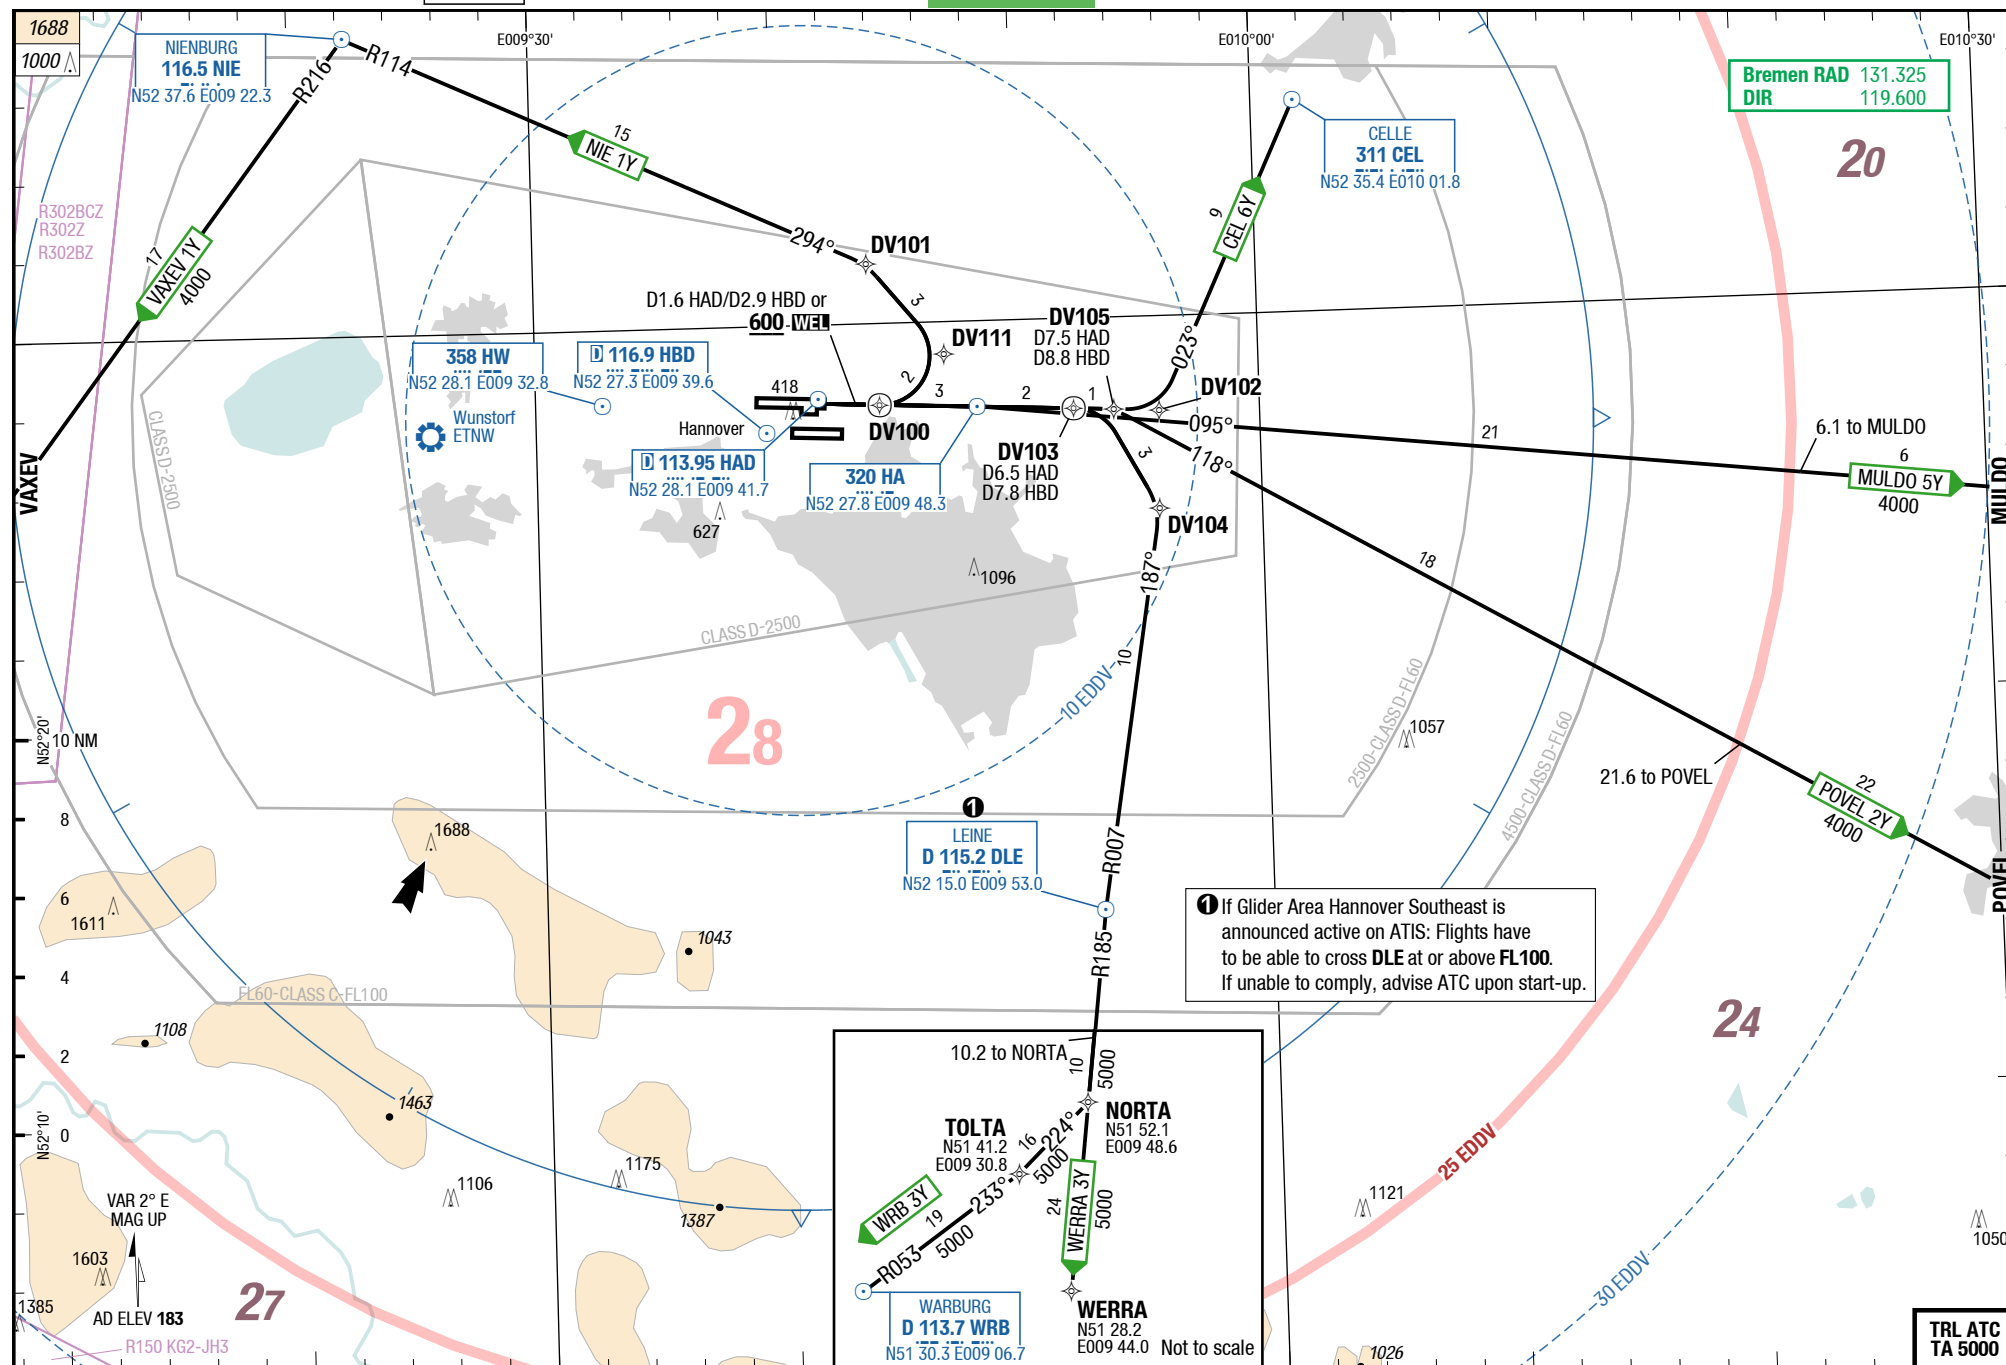 1688
1000
NIENBURG
116.5 NIE
N52 37.6 E009 22.3
E009°30'
E010°00'
E010°30'
Bremen RAD 131.325
DIR 119.600
20
R216
R114
15
NIE 1Y
294°
DV101
CELLE
311 CEL
N52 35.4 E010 01.8
9
CEL 6Y
023°
R302BCZ
R302Z
R302BZ
17
VAXEV 1Y
4000
VAXEV
D1.6 HAD/D2.9 HBD or
600 WEL
3
2
DV111
DV105
D7.5 HAD
D8.8 HBD
DV102
358 HW
N52 28.1 E009 32.8
D 116.9 HBD
N52 27.3 E009 39.6
418
3
2
1
Wunstorf
ETNW
Hannover
DV100
095°
21
6.1 to MULDO
6
MULDO 5Y
4000
MULDO
CLASS D-2500
D 113.95 HAD
N52 28.1 E009 41.7
320 HA
N52 27.8 E009 48.3
DV103
D6.5 HAD
D7.8 HBD
3
118°
DV104
627
1096
187°
18
CLASS D-2500
10
10 EDDV
28
2500-CLASS D-FL60
1057
4500-CLASS D-FL60
21.6 to POVEL
22
POVEL 2Y
4000
POVEL
N52°20'
10 NM
8
6
4
2
0
N52°10'
1688
1611
1043
1
LEINE
D 115.2 DLE
N52 15.0 E009 53.0
R007
R185
1 If Glider Area Hannover Southeast is
announced active on ATIS: Flights have
to be able to cross DLE at or above FL100.
If unable to comply, advise ATC upon start-up.
FL60-CLASS C-FL100
1108
1463
1106
1175
1387
24
10.2 to NORTA
10
5000
NORTA
N51 52.1
E009 48.6
TOLTA
N51 41.2
E009 30.8
16
224°
5000
WRB 3Y
19
233°
R053
5000
24
WERRA 3Y
5000
WARBURG
D 113.7 WRB
N51 30.3 E009 06.7
WERRA
N51 28.2
E009 44.0
Not to scale
25 EDDV
30 EDDV
1121
1050
1026
VAR 2° E
MAG UP
1603
1385
AD ELEV 183
R150 KG2-JH3
27
TRL ATC
TA 5000